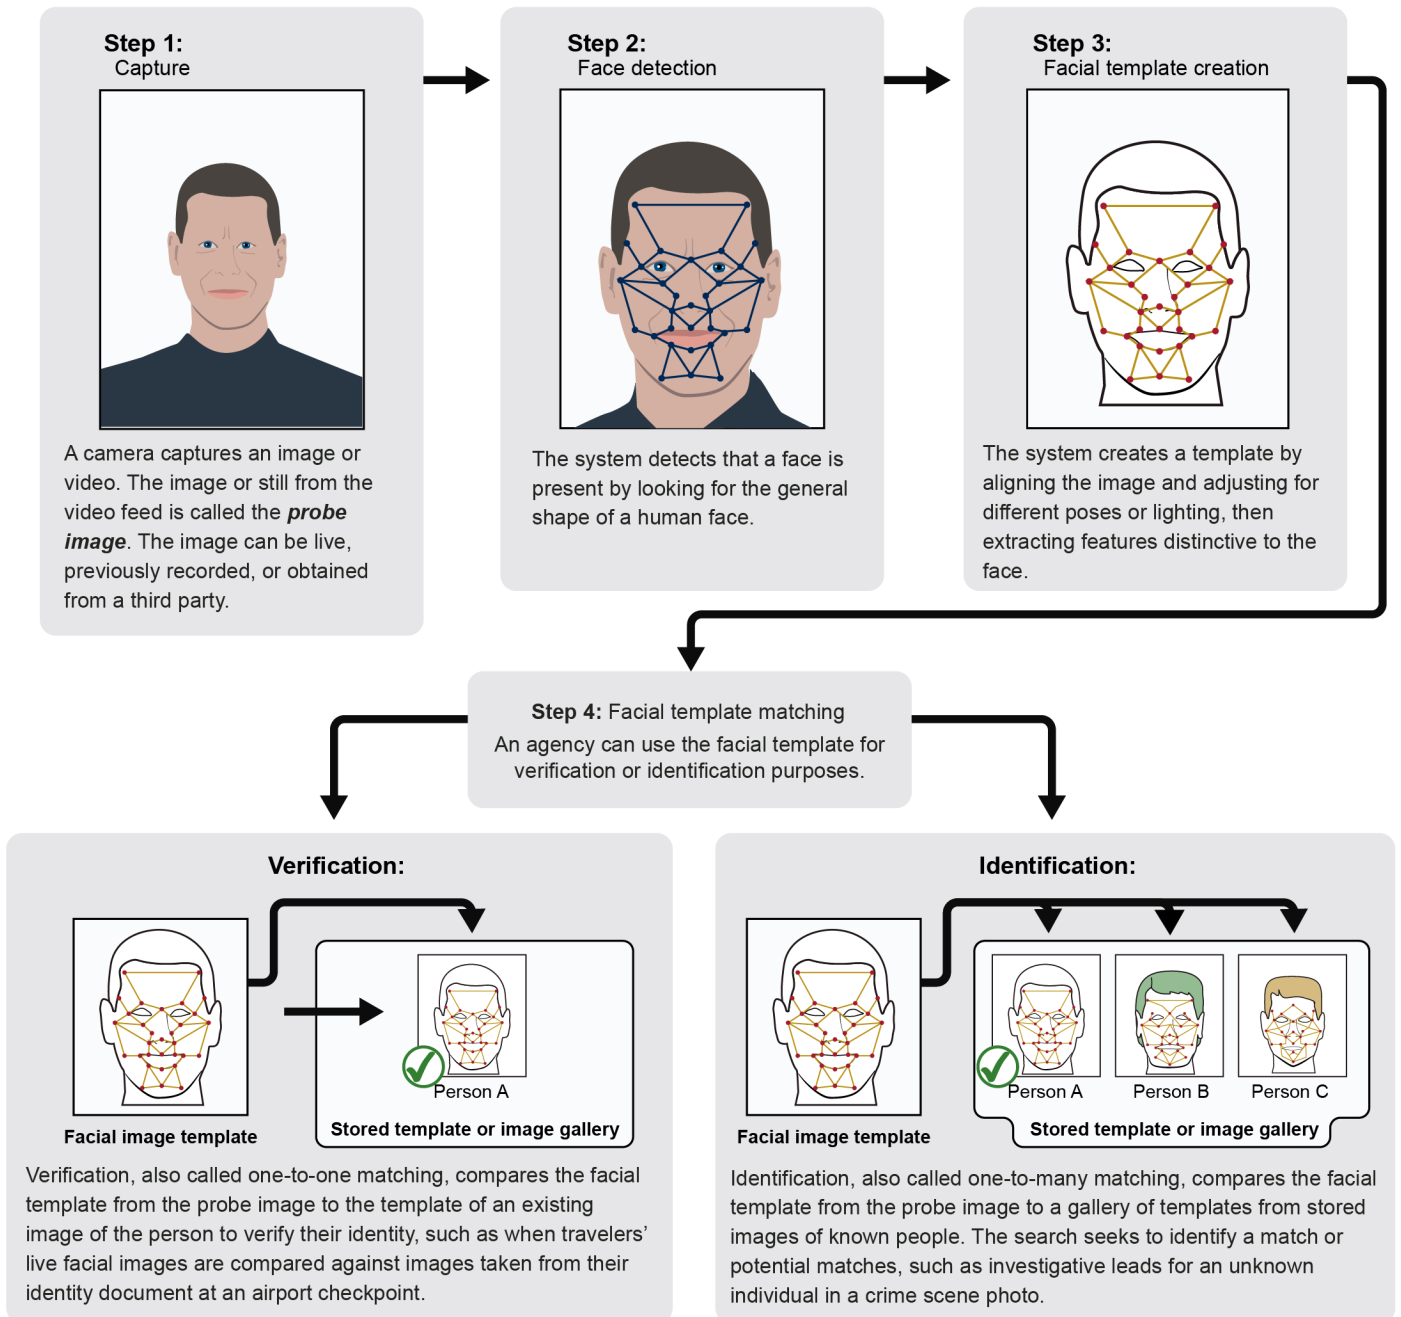 Step 1:
Capture
A camera captures an image or
video. The image or still from the
video feed is called the probe
image. The image can be live,
previously recorded, or obtained
from a third party.
Step 2:
Face detection
The system detects that a face is
present by looking for the general
shape of a human face.
Step 3:
Facial template creation
The system creates a template by
aligning the image and adjusting for
different poses or lighting, then
extracting features distinctive to the
face.
Step 4: Facial template matching
An agency can use the facial template for
verification or identification purposes.
Verification:
Person A
Facial image template
Stored template or image gallery
Verification, also called one-to-one matching, compares the facial
template from the probe image to the template of an existing
image of the person to verify their identity, such as when travelers’
live facial images are compared against images taken from their
identity document at an airport checkpoint.
Identification:
Person A
Person B
Person C
Facial image template
Stored template or image gallery
Identification, also called one-to-many matching, compares the facial
template from the probe image to a gallery of templates from stored
images of known people. The search seeks to identify a match or
potential matches, such as investigative leads for an unknown
individual in a crime scene photo.